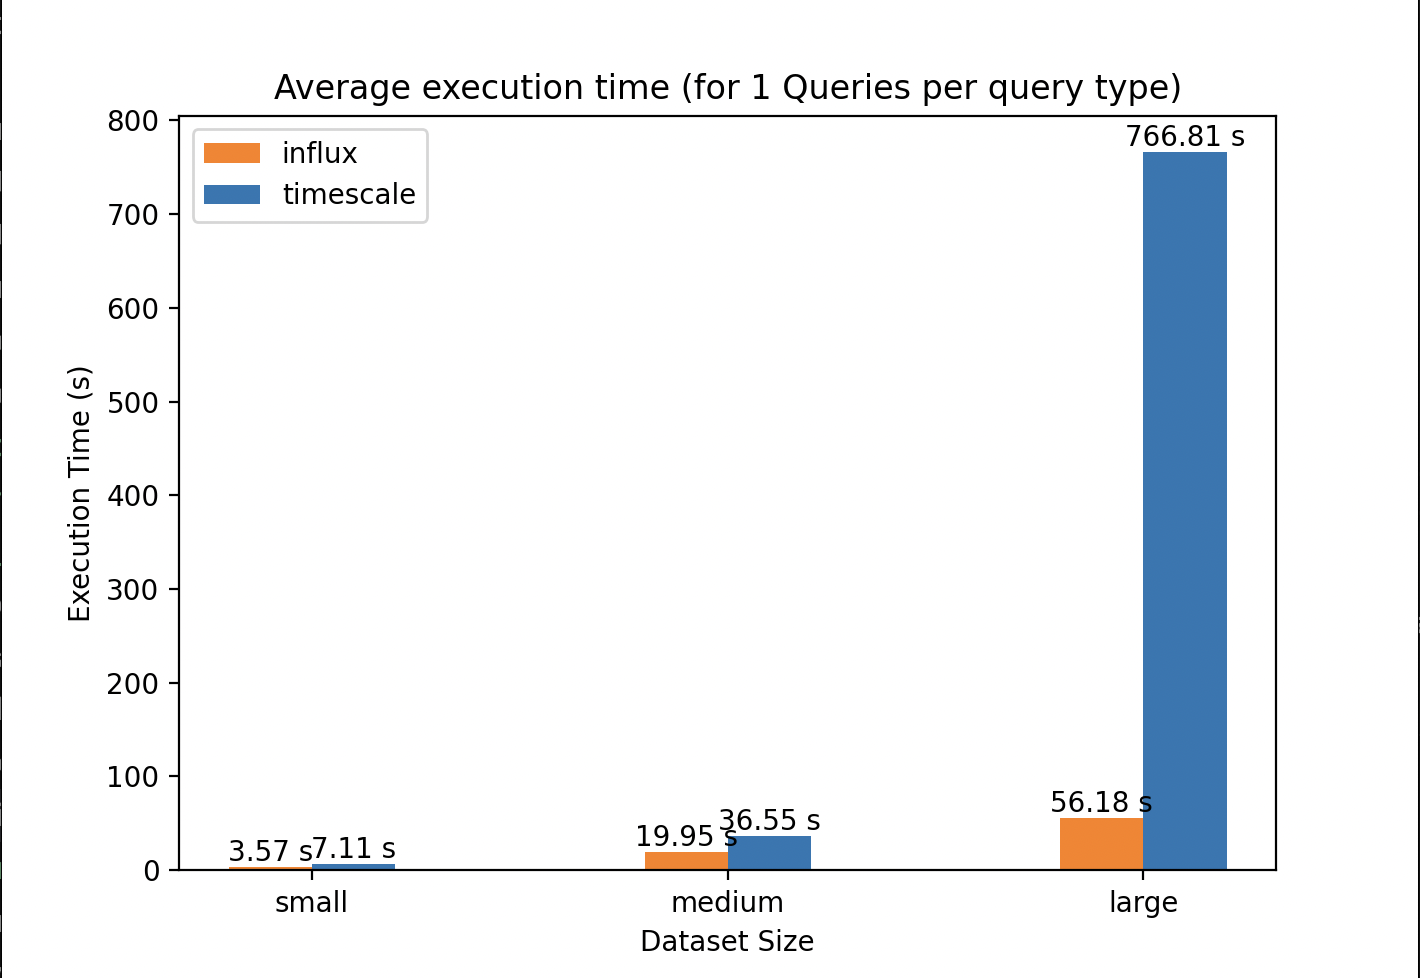 Average execution time (for 1 Queries per query type)
influx
timescale
Execution Time (s)
800
700
600
500
400
300
200
100
0
3.57 s
7.11 s
19.95 s
36.55 s
56.18 s
766.81 s
small
medium
large
Dataset Size